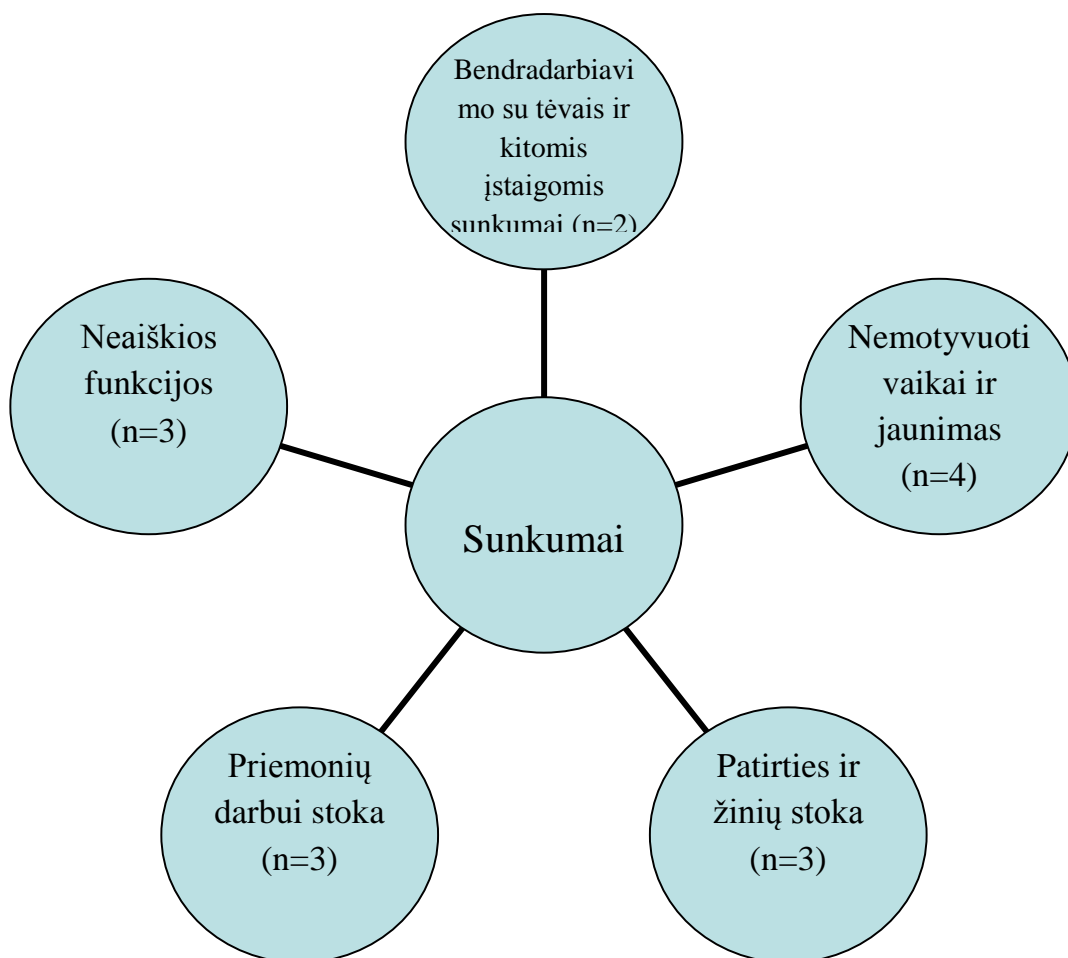 Bendradarbiavi
mo su tėvais ir
kitomis
įstaigomis
sunkumai (n=2)
Neaiškios
funkcijos
(n=3)
Nemotyvuoti
vaikai ir
jaunimas
(n=4)
Sunkumai
Priemonių
darbui stoka
(n=3)
Patirties ir
žinių stoka
(n=3)